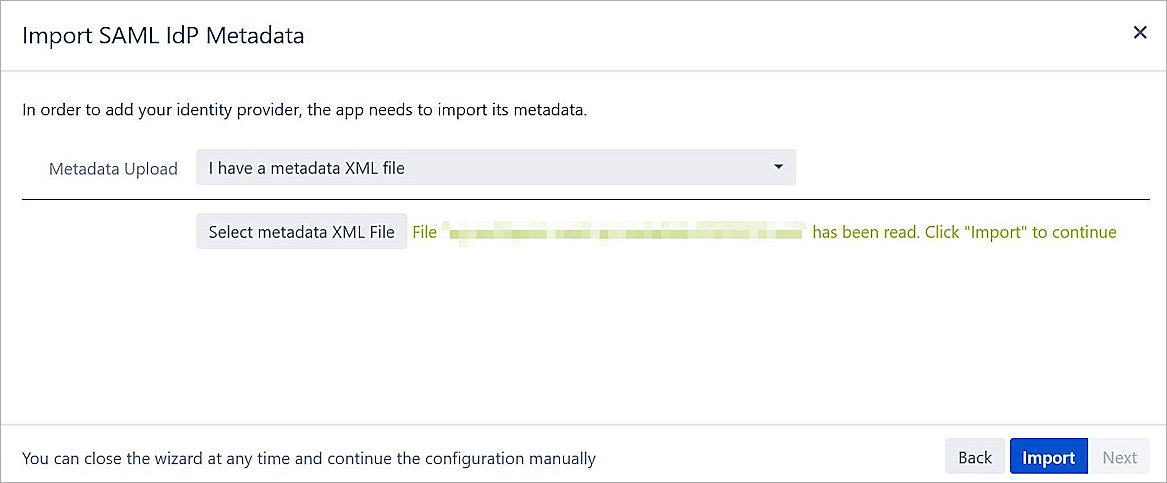 Import SAML IdP Metadata
In order to add your identity provider, the app needs to import its metadata.
Metadata Upload I have a metadata XML file
Select metadata XML File File has been read. Click "Import" to continue
You can close the wizard at any time and continue the configuration manually Back Import Next